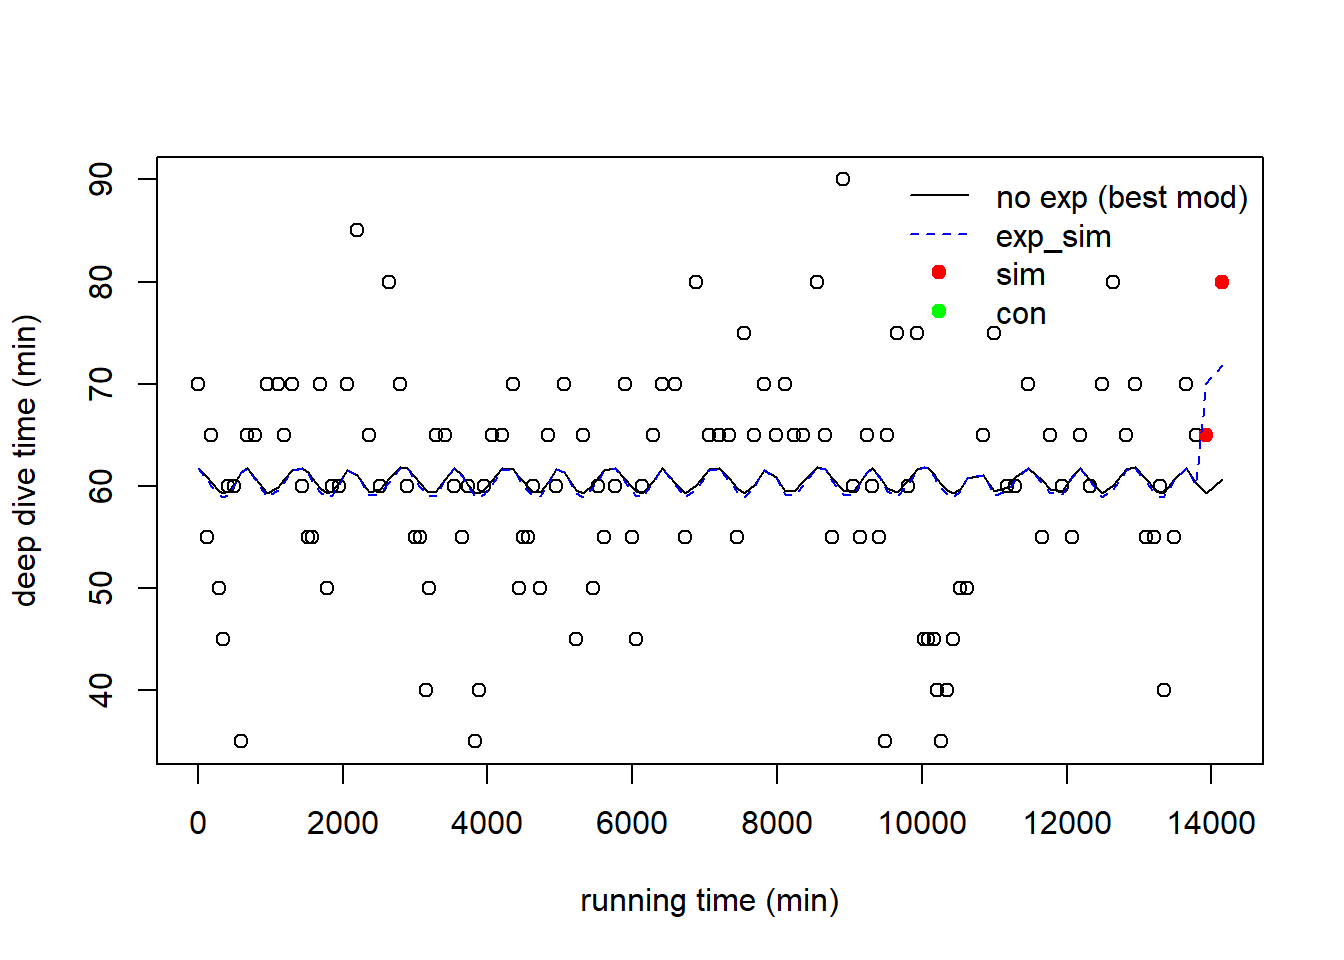 no exp (best mod)
exp_sim
sim
con
deep dive time (min)
90
80
70
60
50
40
0 2000 4000 6000 8000 10000 12000 14000
running time (min)